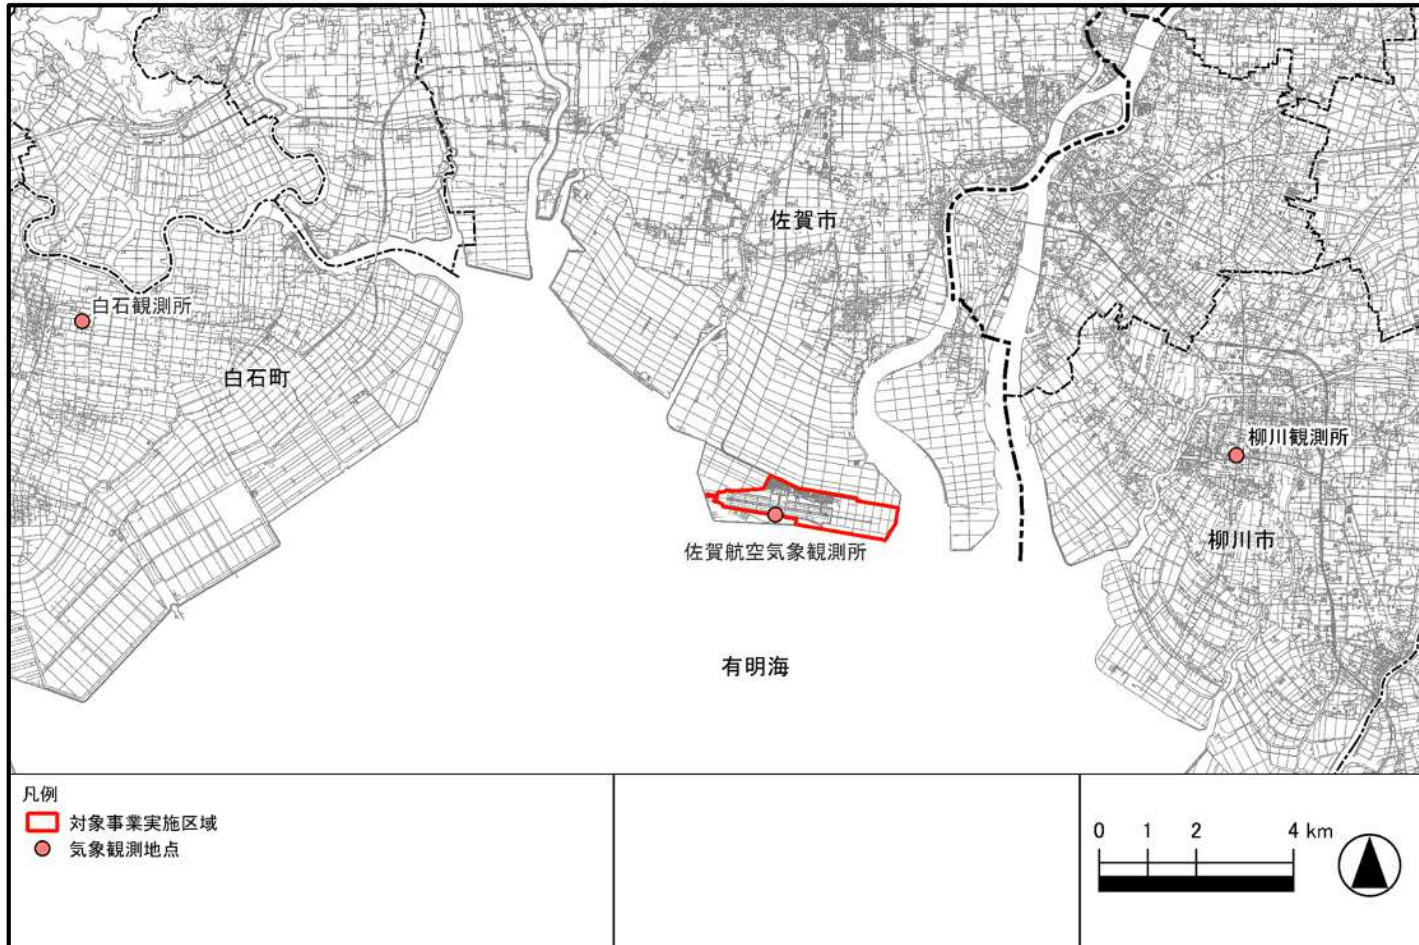 佐賀市
白石観測所
白石町
柳川観測所
佐賀航空気象観測所
柳川市
有明海
凡例
対象事業実施区域
気象観測地点
0 1 2 4 km